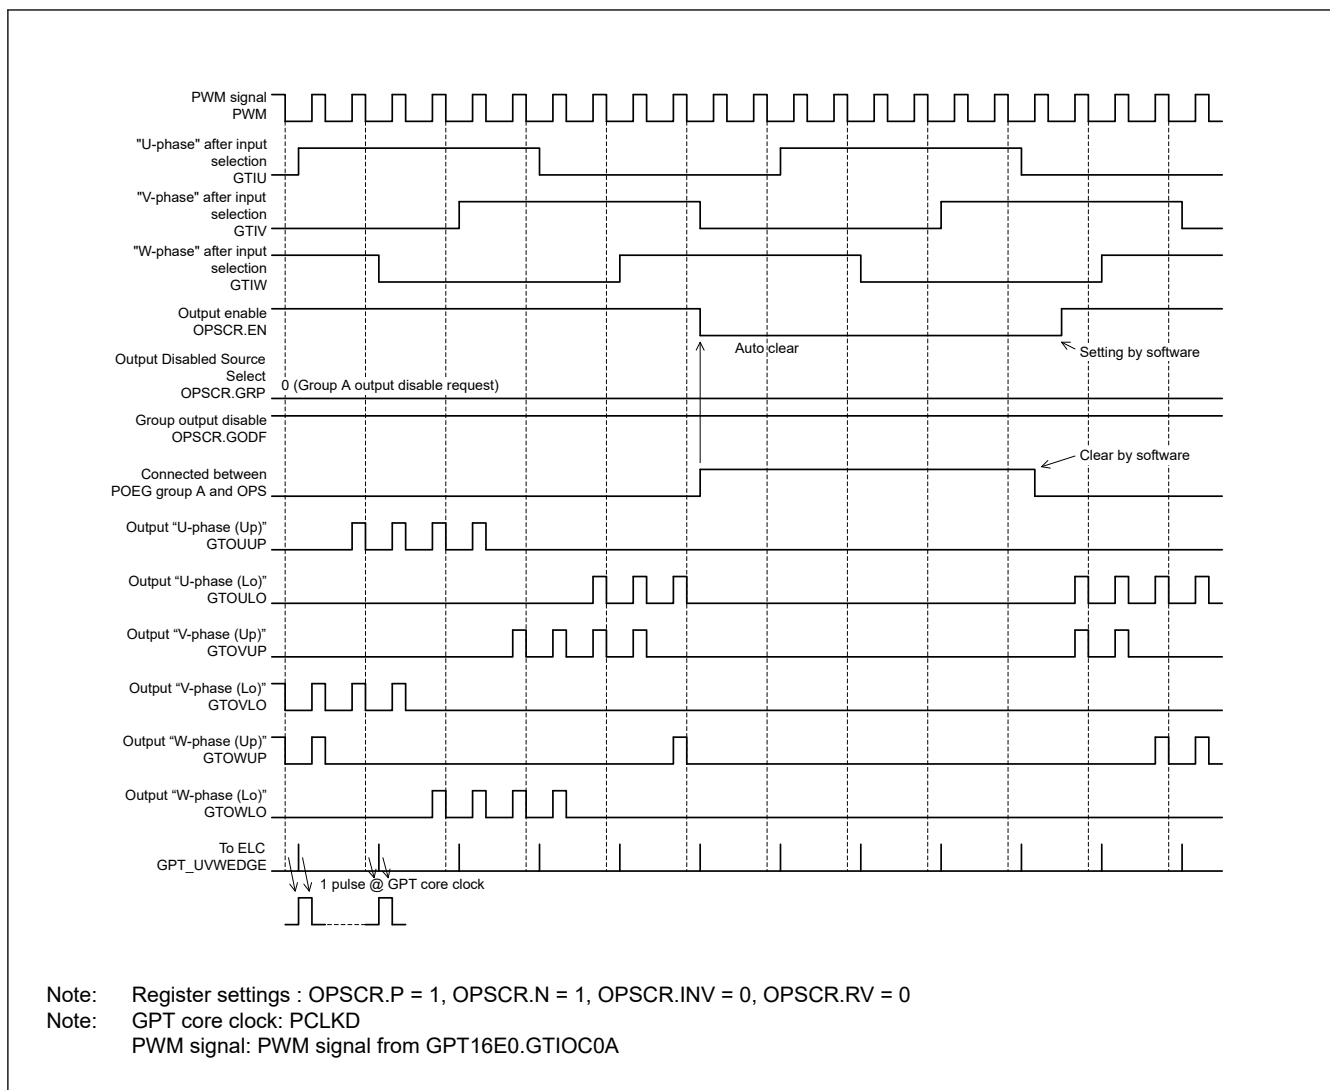 PWM signal
PWM
"U-phase" after input
selection
GTIU
"V-phase" after input
selection
GTIV
"W-phase" after input
selection
GTIW
Output enable
OPSCR.EN
Auto clear
Setting by software
Output Disabled Source
Select
OPSCR.GRP
0 (Group A output disable request)
Group output disable
OPSCR.GODF
Clear by software
Connected between
POEG group A and OPS
Output “U-phase (Up)”
GTOUUP
Output “U-phase (Lo)”
GTOULO
Output “V-phase (Up)”
GTOVUP
Output “V-phase (Lo)”
GTOVLO
Output “W-phase (Up)”
GTOWUP
Output “W-phase (Lo)”
GTOWLO
To ELC
GPT_UVWEDGE
1 pulse @ GPT core clock
Note: Register settings : OPSCR.P = 1, OPSCR.N = 1, OPSCR.INV = 0, OPSCR.RV = 0
Note: GPT core clock: PCLKD
PWM signal: PWM signal from GPT16E0.GTIOC0A